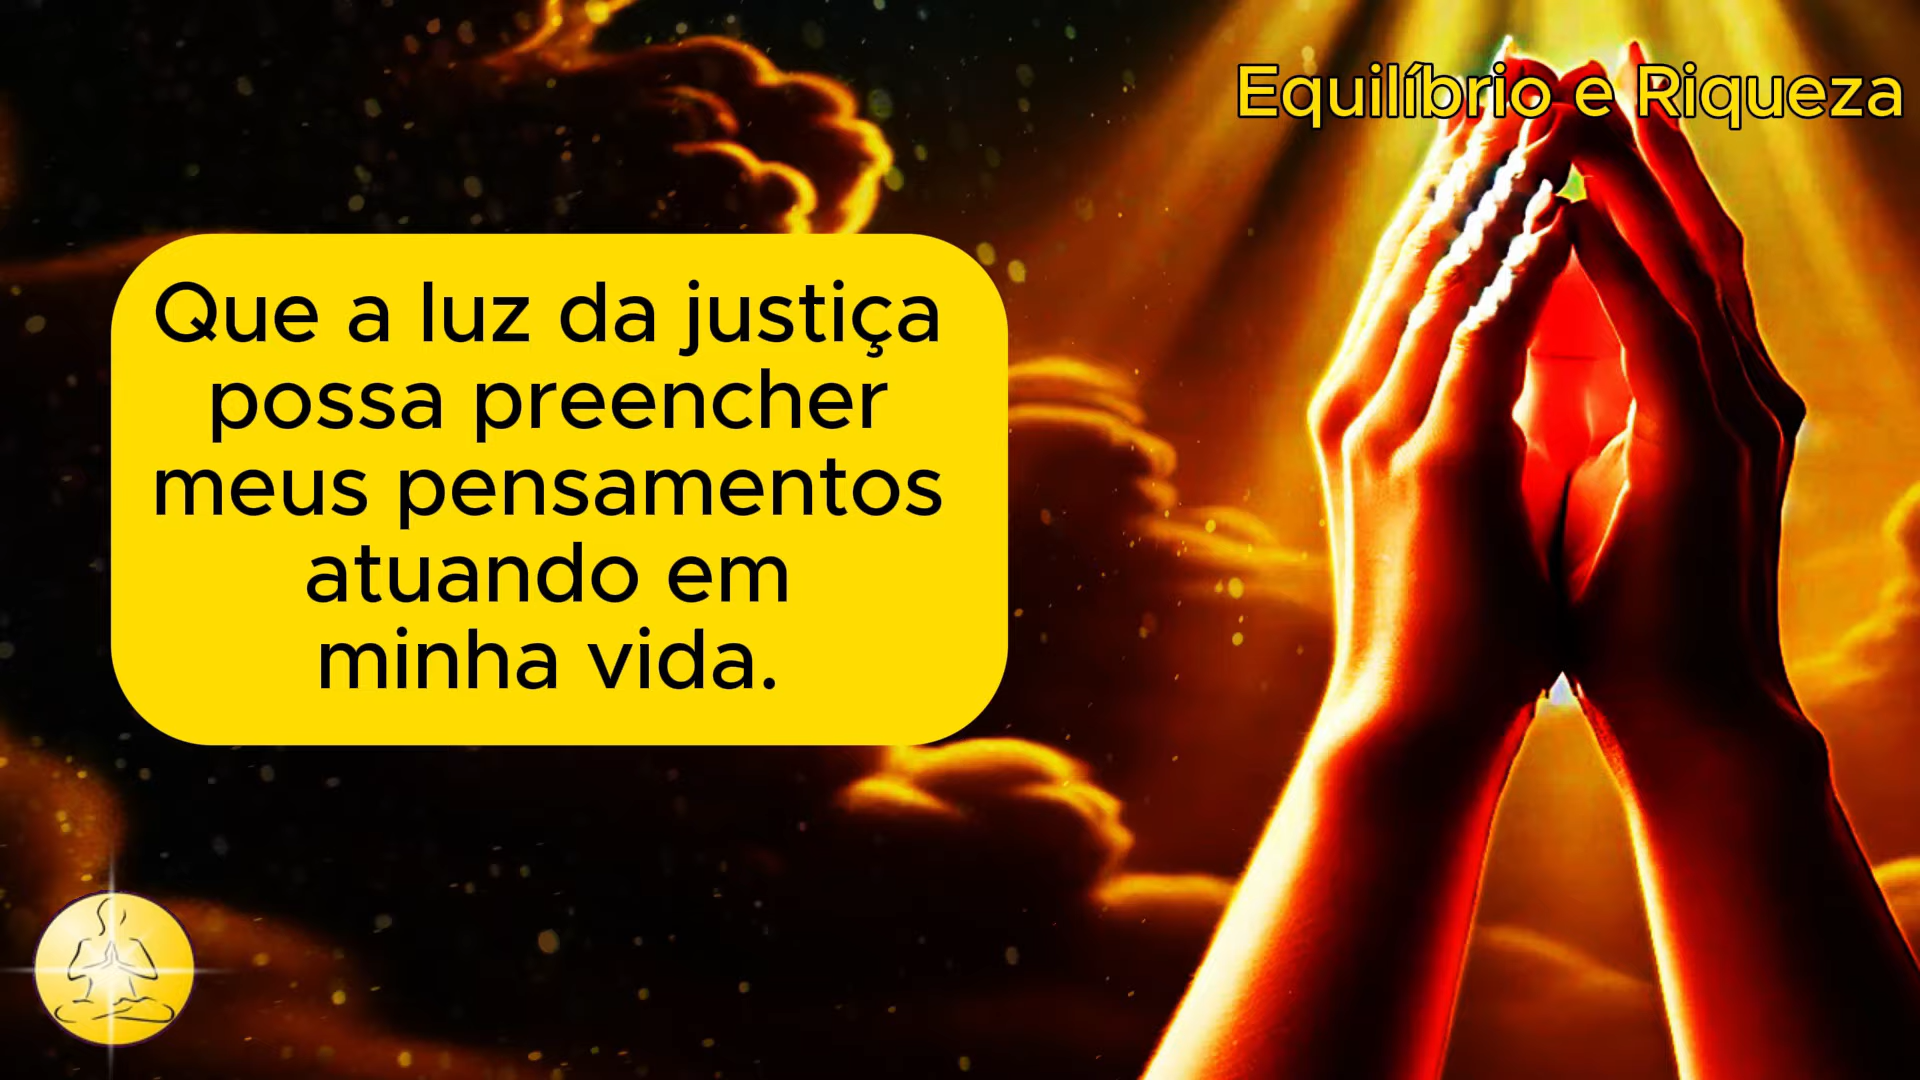 Equilíbrio e Riqueza
Que a luz da justiça
possa preencher
meus pensamentos
atuando em
minha vida.